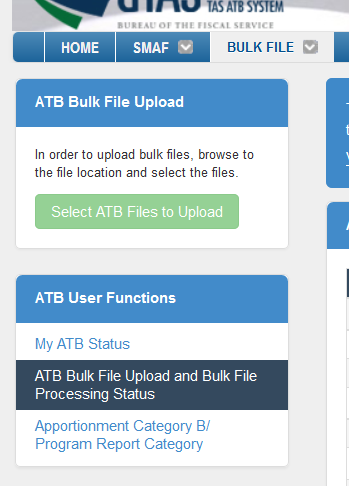 TAS ATB SYSTEM
BUREAU OF THE FISCAL SERVICE
HOME SMAF BULK FILE
ATB Bulk File Upload
In order to upload bulk files, browse to
the file location and select the files.
Select ATB Files to Upload
ATB User Functions
My ATB Status
ATB Bulk File Upload and Bulk File
Processing Status
Apportionment Category B/
Program Report Category